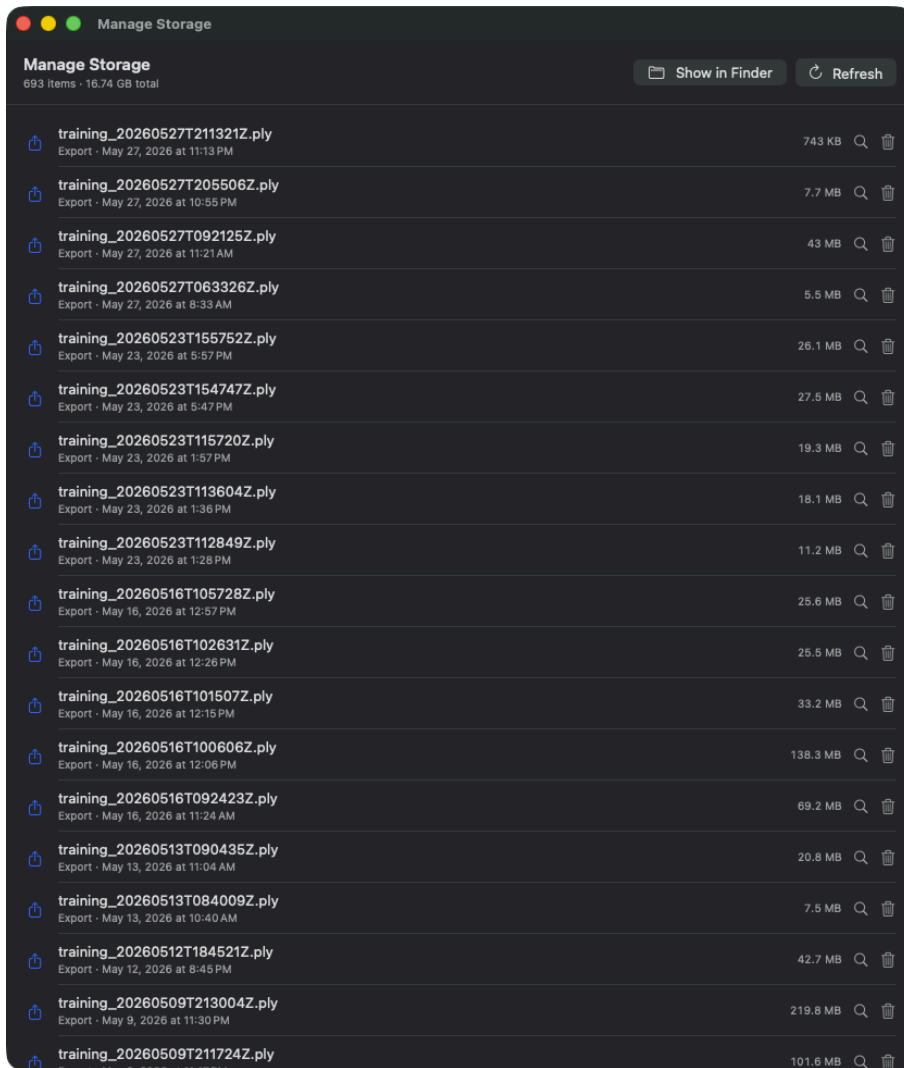 Manage Storage
Manage Storage
693 items · 16.74 GB total
Show in Finder
Refresh
training_20260527T211321Z.ply
Export · May 27, 2026 at 11:13 PM
743 KB
training_20260527T205506Z.ply
Export · May 27, 2026 at 10:55 PM
7.7 MB
training_20260527T092125Z.ply
Export · May 27, 2026 at 11:21 AM
43 MB
training_20260527T063326Z.ply
Export · May 27, 2026 at 8:33 AM
5.5 MB
training_20260523T155752Z.ply
Export · May 23, 2026 at 5:57 PM
26.1 MB
training_20260523T154747Z.ply
Export · May 23, 2026 at 5:47 PM
27.5 MB
training_20260523T115720Z.ply
Export · May 23, 2026 at 1:57 PM
19.3 MB
training_20260523T113604Z.ply
Export · May 23, 2026 at 1:36 PM
18.1 MB
training_20260523T112849Z.ply
Export · May 23, 2026 at 1:28 PM
11.2 MB
training_20260516T105728Z.ply
Export · May 16, 2026 at 12:57 PM
25.6 MB
training_20260516T102631Z.ply
Export · May 16, 2026 at 12:26 PM
25.5 MB
training_20260516T101507Z.ply
Export · May 16, 2026 at 12:15 PM
33.2 MB
training_20260516T100606Z.ply
Export · May 16, 2026 at 12:06 PM
138.3 MB
training_20260516T092423Z.ply
Export · May 16, 2026 at 11:24 AM
69.2 MB
training_20260513T090435Z.ply
Export · May 13, 2026 at 11:04 AM
20.8 MB
training_20260513T084009Z.ply
Export · May 13, 2026 at 10:40 AM
7.5 MB
training_20260512T184521Z.ply
Export · May 12, 2026 at 8:45 PM
42.7 MB
training_20260509T213004Z.ply
Export · May 9, 2026 at 11:30 PM
219.8 MB
training_20260509T211724Z.ply
101.6 MB